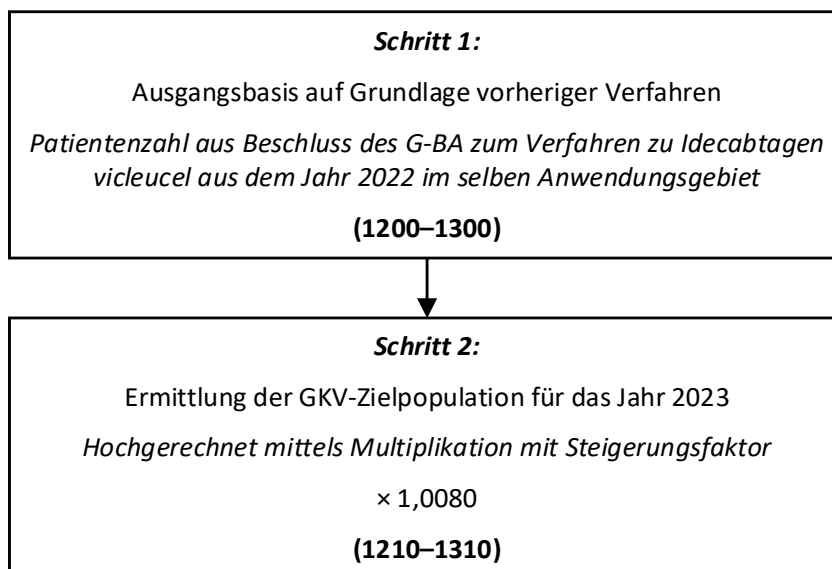 Schritt 1:
Ausgangsbasis auf Grundlage vorheriger Verfahren
Patientenzahl aus Beschluss des G-BA zum Verfahren zu Idecabtagen
vicleucel aus dem Jahr 2022 im selben Anwendungsgebiet
(1200–1300)
Schritt 2:
Ermittlung der GKV-Zielpopulation für das Jahr 2023
Hochgerechnet mittels Multiplikation mit Steigerungsfaktor
× 1,0080
(1210–1310)